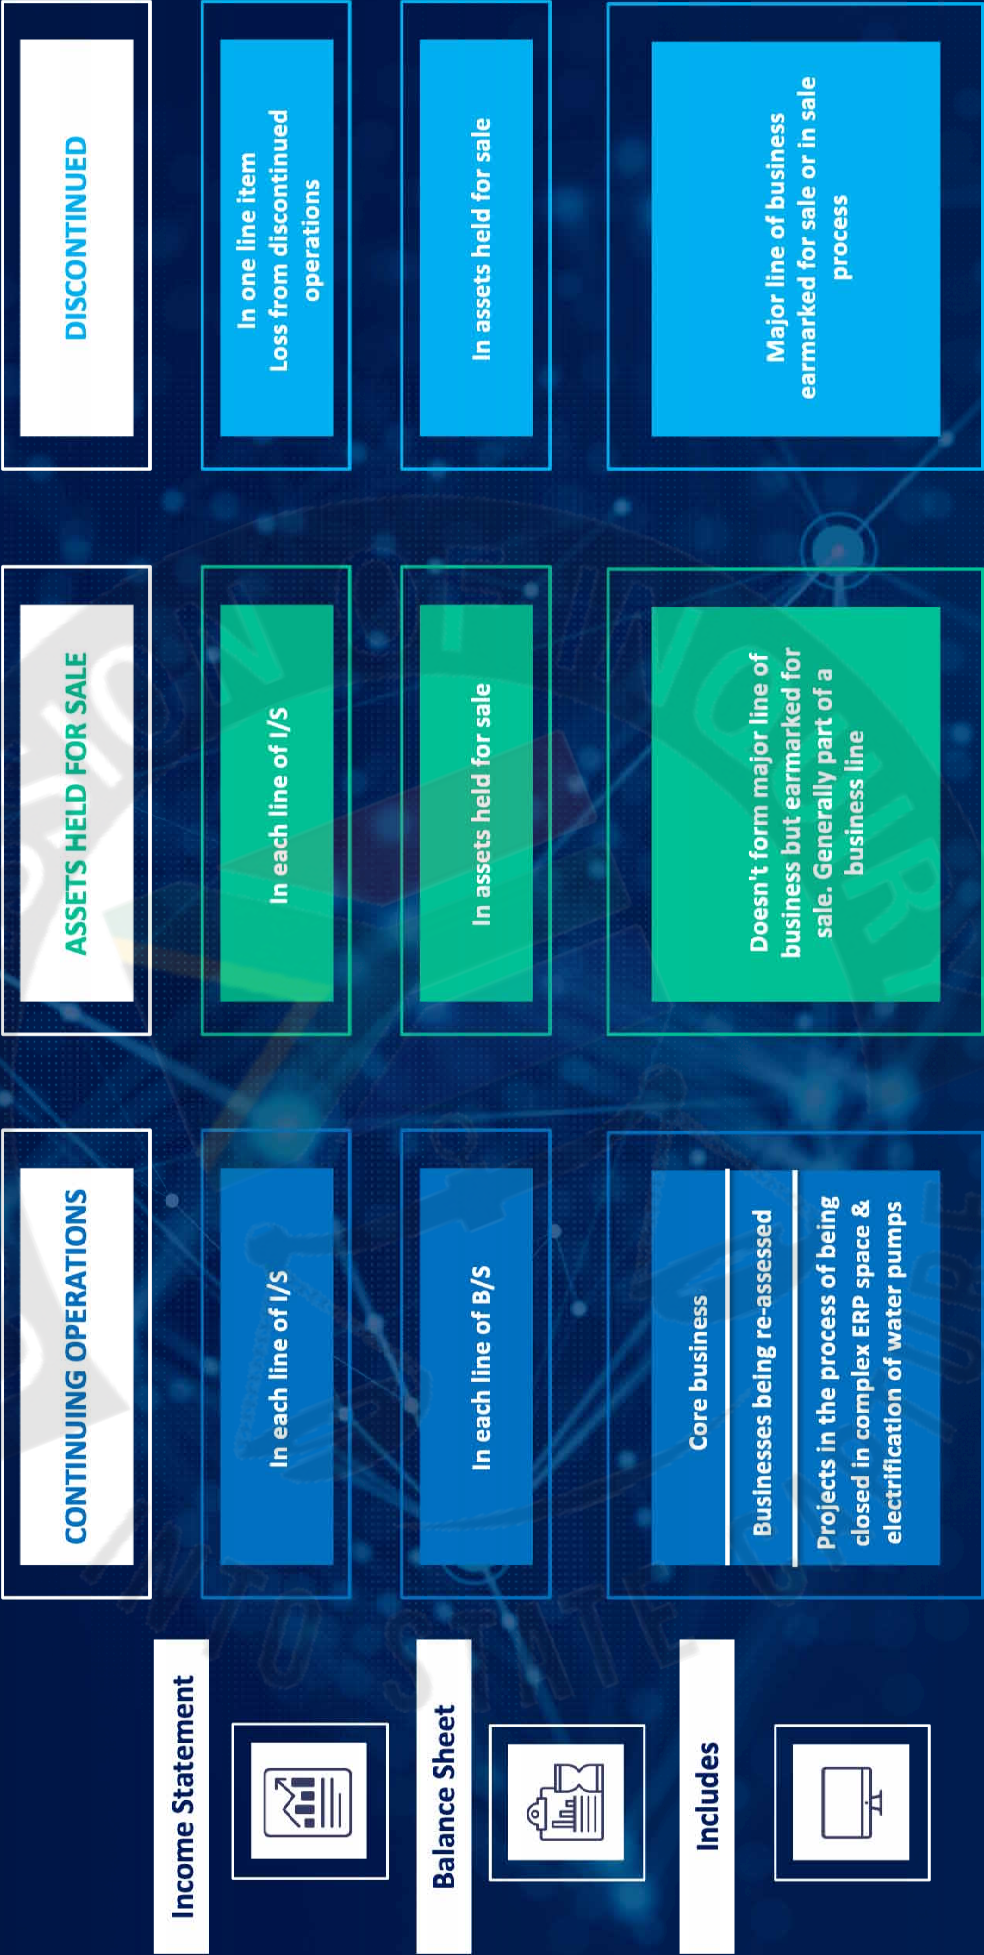 CONTINUING OPERATIONS
ASSETS HELD FOR SALE
DISCONTINUED
Income Statement
In each line of I/S
In each line of I/S
In one line item
Loss from discontinued
operations
Balance Sheet
In each line of B/S
In assets held for sale
In assets held for sale
Includes
Core business
Businesses being re-assessed
Projects in the process of being
closed in complex ERP space &
electrification of water pumps
Doesn't form major line of
business but earmarked for
sale. Generally part of a
business line
Major line of business
earmarked for sale or in sale
process
OF INQUIRY
INTO STATE